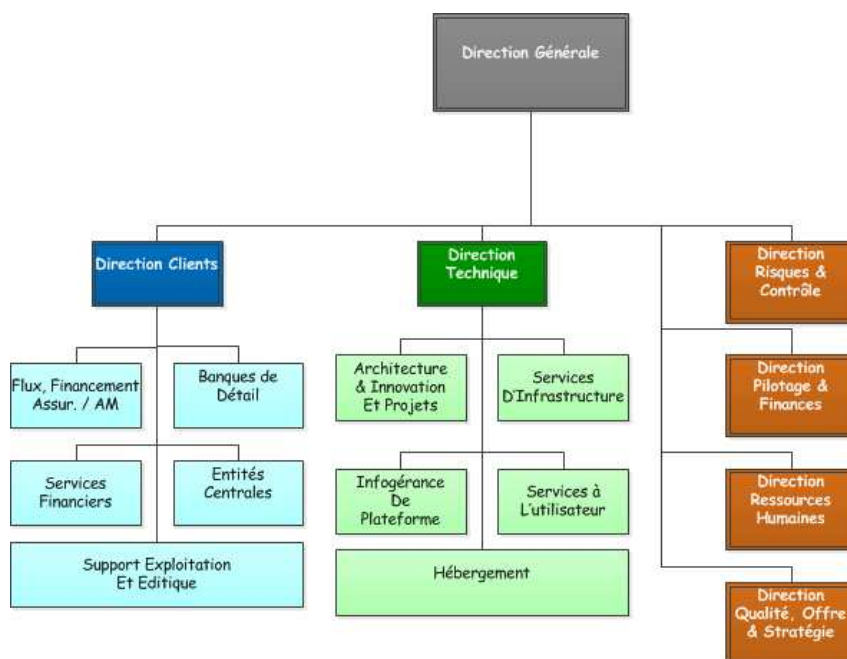 Direction Générale
Direction Clients
Direction
Technique
Direction
Risques &
Contrôle
Flux, Financement
Assur. / AM
Banques de
Détail
Architecture
& Innovation
Et Projets
Services
D'Infrastructure
Direction
Pilotage &
Finances
Services
Financiers
Entités
Centrales
Infogérance
De
Plateforme
Services à
L'utilisateur
Direction
Ressources
Humaines
Support Exploitation
Et Editique
Hébergement
Direction
Qualité, Offre
& Stratégie